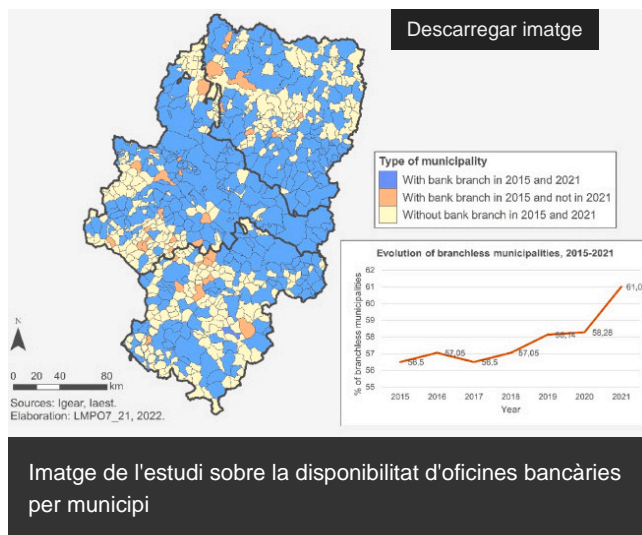 Descarregar imatge
Type of municipality
With bank branch in 2015 and 2021
With bank branch in 2015 and not in 2021
Without bank branch in 2015 and 2021
Evolution of branchless municipalities, 2015-2021
% of branchless municipalities
62
61
60
59
58
57
56
55
56,5
57,05
56,5
57,05
58,14
58,28
61,0
2015 2016 2017 2018 2019 2020 2021
Year
N
0 20 40 80
km
Sources: Igear, Iaest.
Elaboration: LMPO7_21, 2022.
Imatge de l'estudi sobre la disponibilitat d'oficines bancàries
per municipi